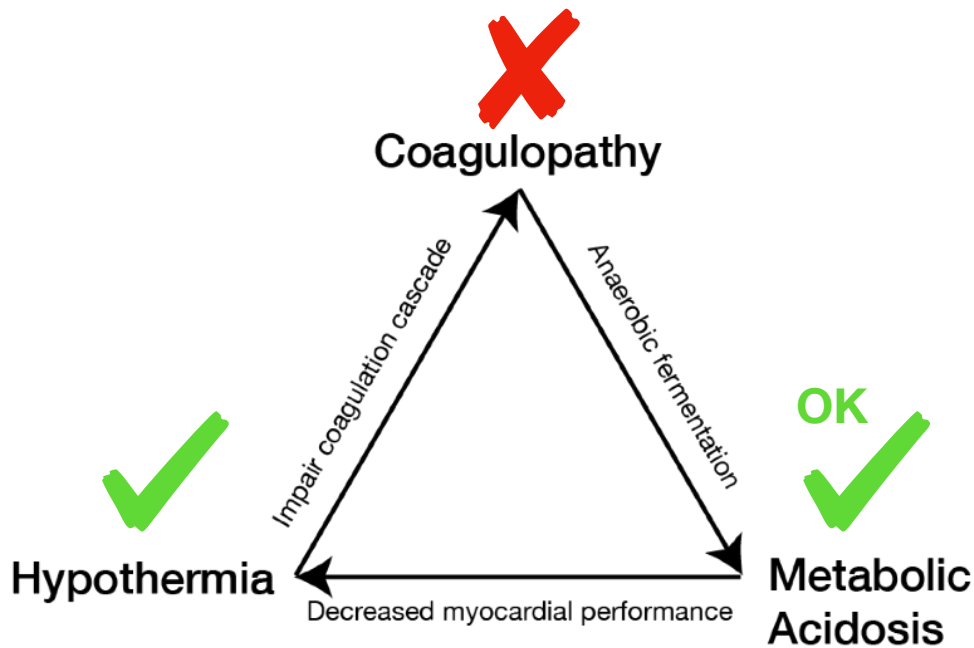 Coagulopathy
Impair coagulation cascade
Anaerobic fermentation
OK
Hypothermia
Decreased myocardial performance
Metabolic
Acidosis